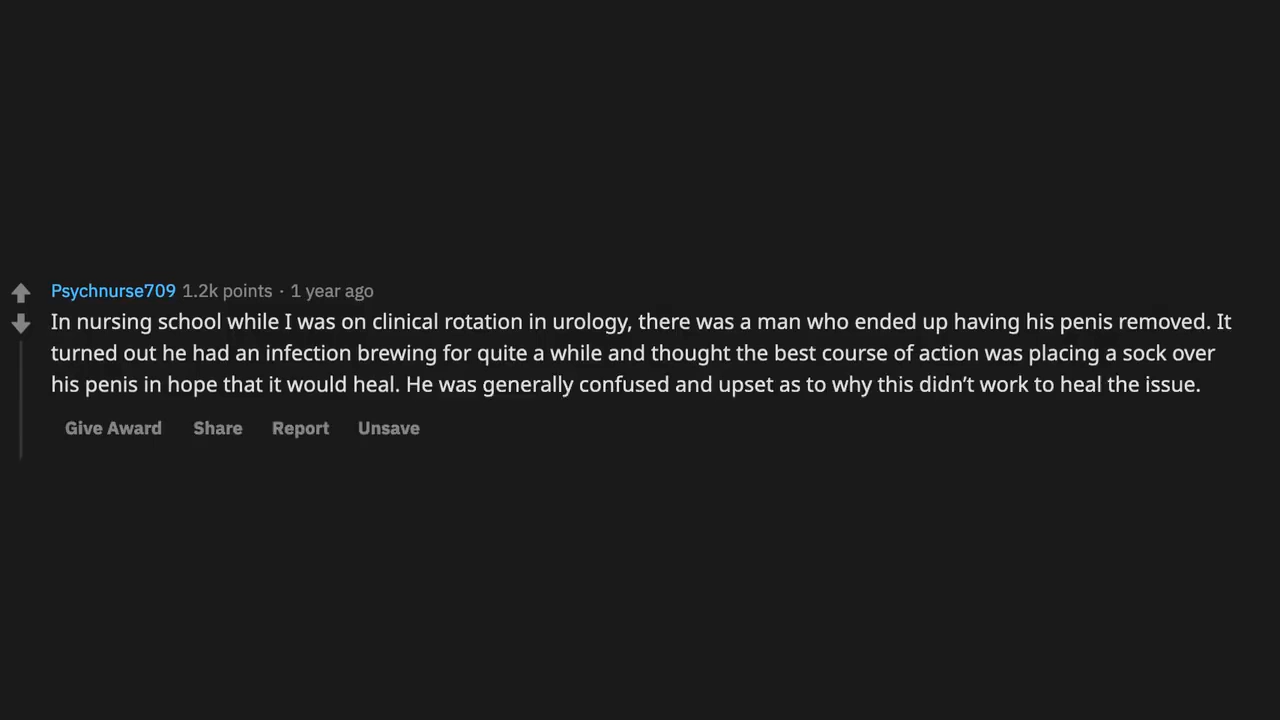 Psychnurse709 1.2k points · 1 year ago
In nursing school while I was on clinical rotation in urology, there was a man who ended up having his penis removed. It
turned out he had an infection brewing for quite a while and thought the best course of action was placing a sock over
his penis in hope that it would heal. He was generally confused and upset as to why this didn’t work to heal the issue.
Give Award Share Report Unsave